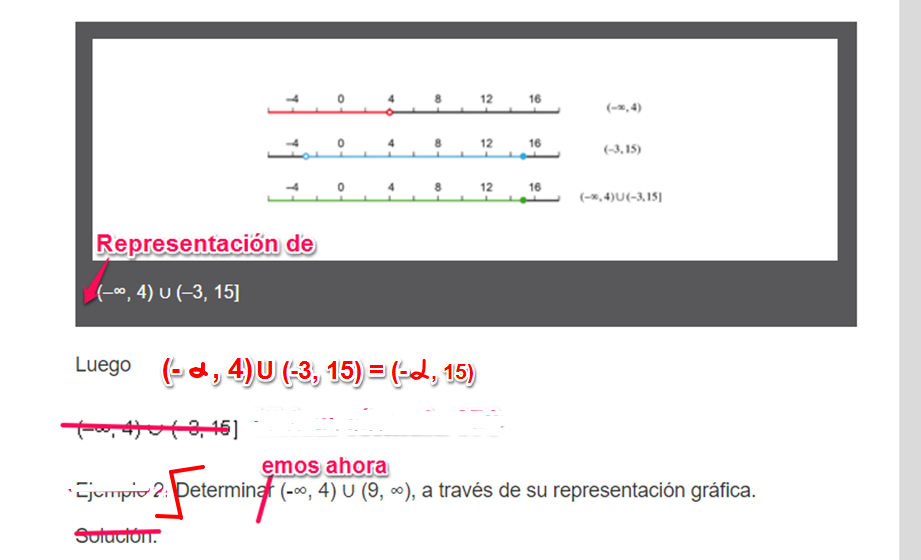 -4 0 4 8 12 16 (-∞, 4)
-4 0 4 8 12 16 (-3, 15)
-4 0 4 8 12 16 (-∞, 4)∪(-3, 15]
Representación de
(–∞, 4) ∪ (–3, 15]
Luego (- α, 4)U (-3, 15) = (-α, 15)
(–∞, 4) ∪ (-3, 15]
emos ahora
Ejemplo 2. Determinar (-∞, 4) ∪ (9, ∞), a través de su representación gráfica.
Solución.